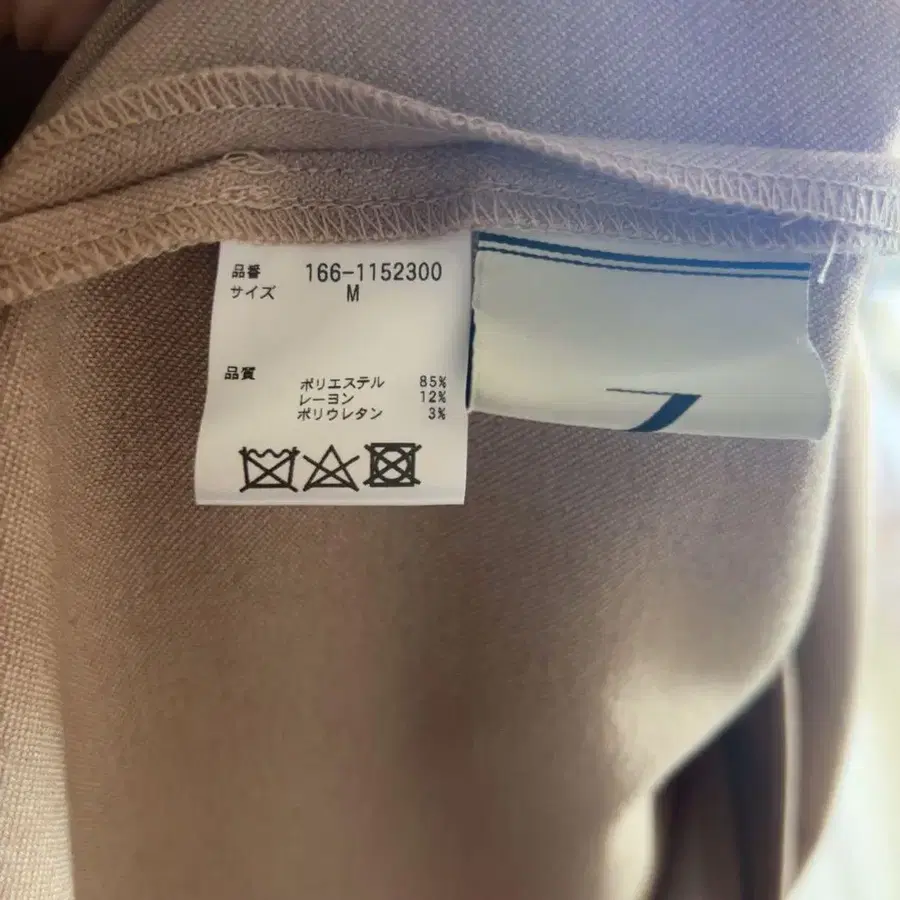 品番 166-1152300
サイズ M
品質
ポリエステル 85%
レーヨン 12%
ポリウレタン 3%